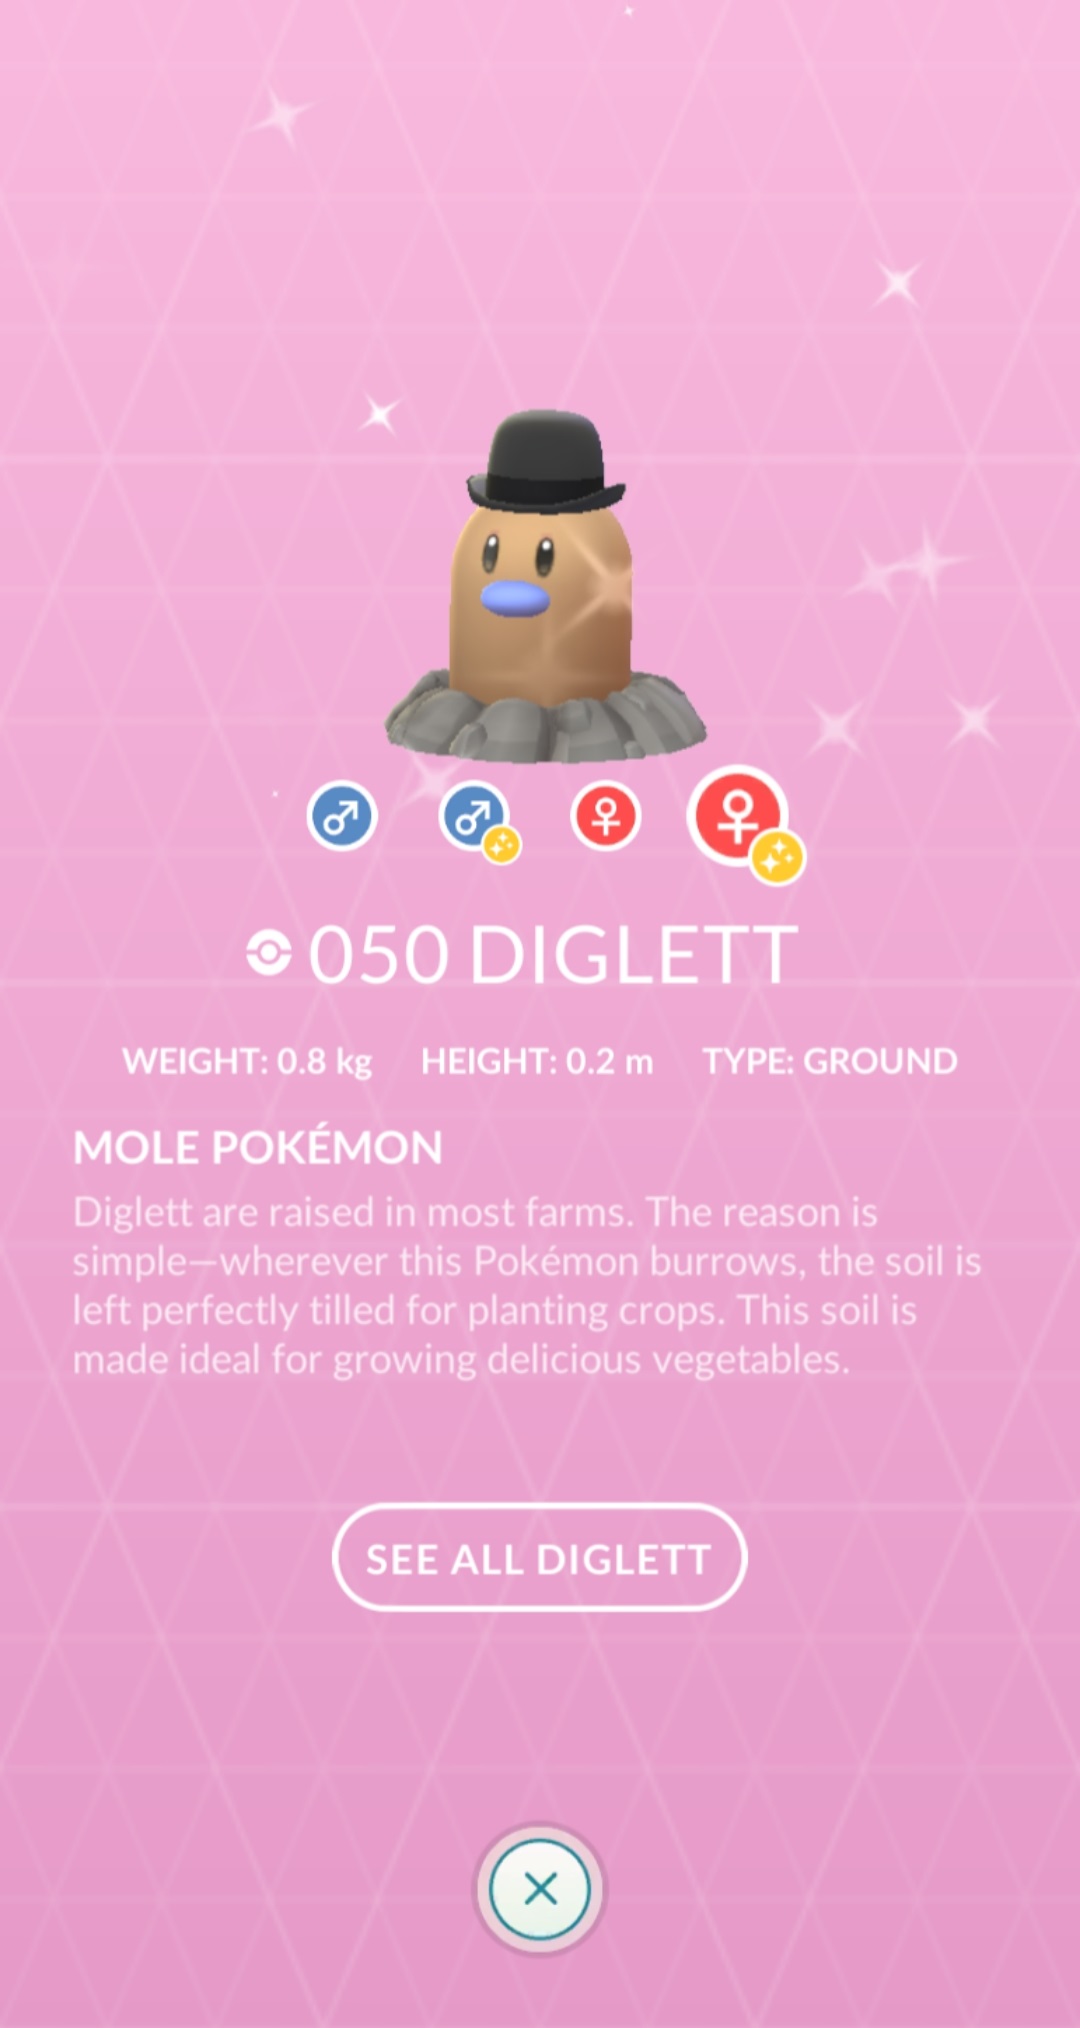 050 DIGLETT
WEIGHT: 0.8 kg HEIGHT: 0.2 m TYPE: GROUND
MOLE POKÉMON
Diglett are raised in most farms. The reason is
simple—wherever this Pokémon burrows, the soil is
left perfectly tilled for planting crops. This soil is
made ideal for growing delicious vegetables.
SEE ALL DIGLETT